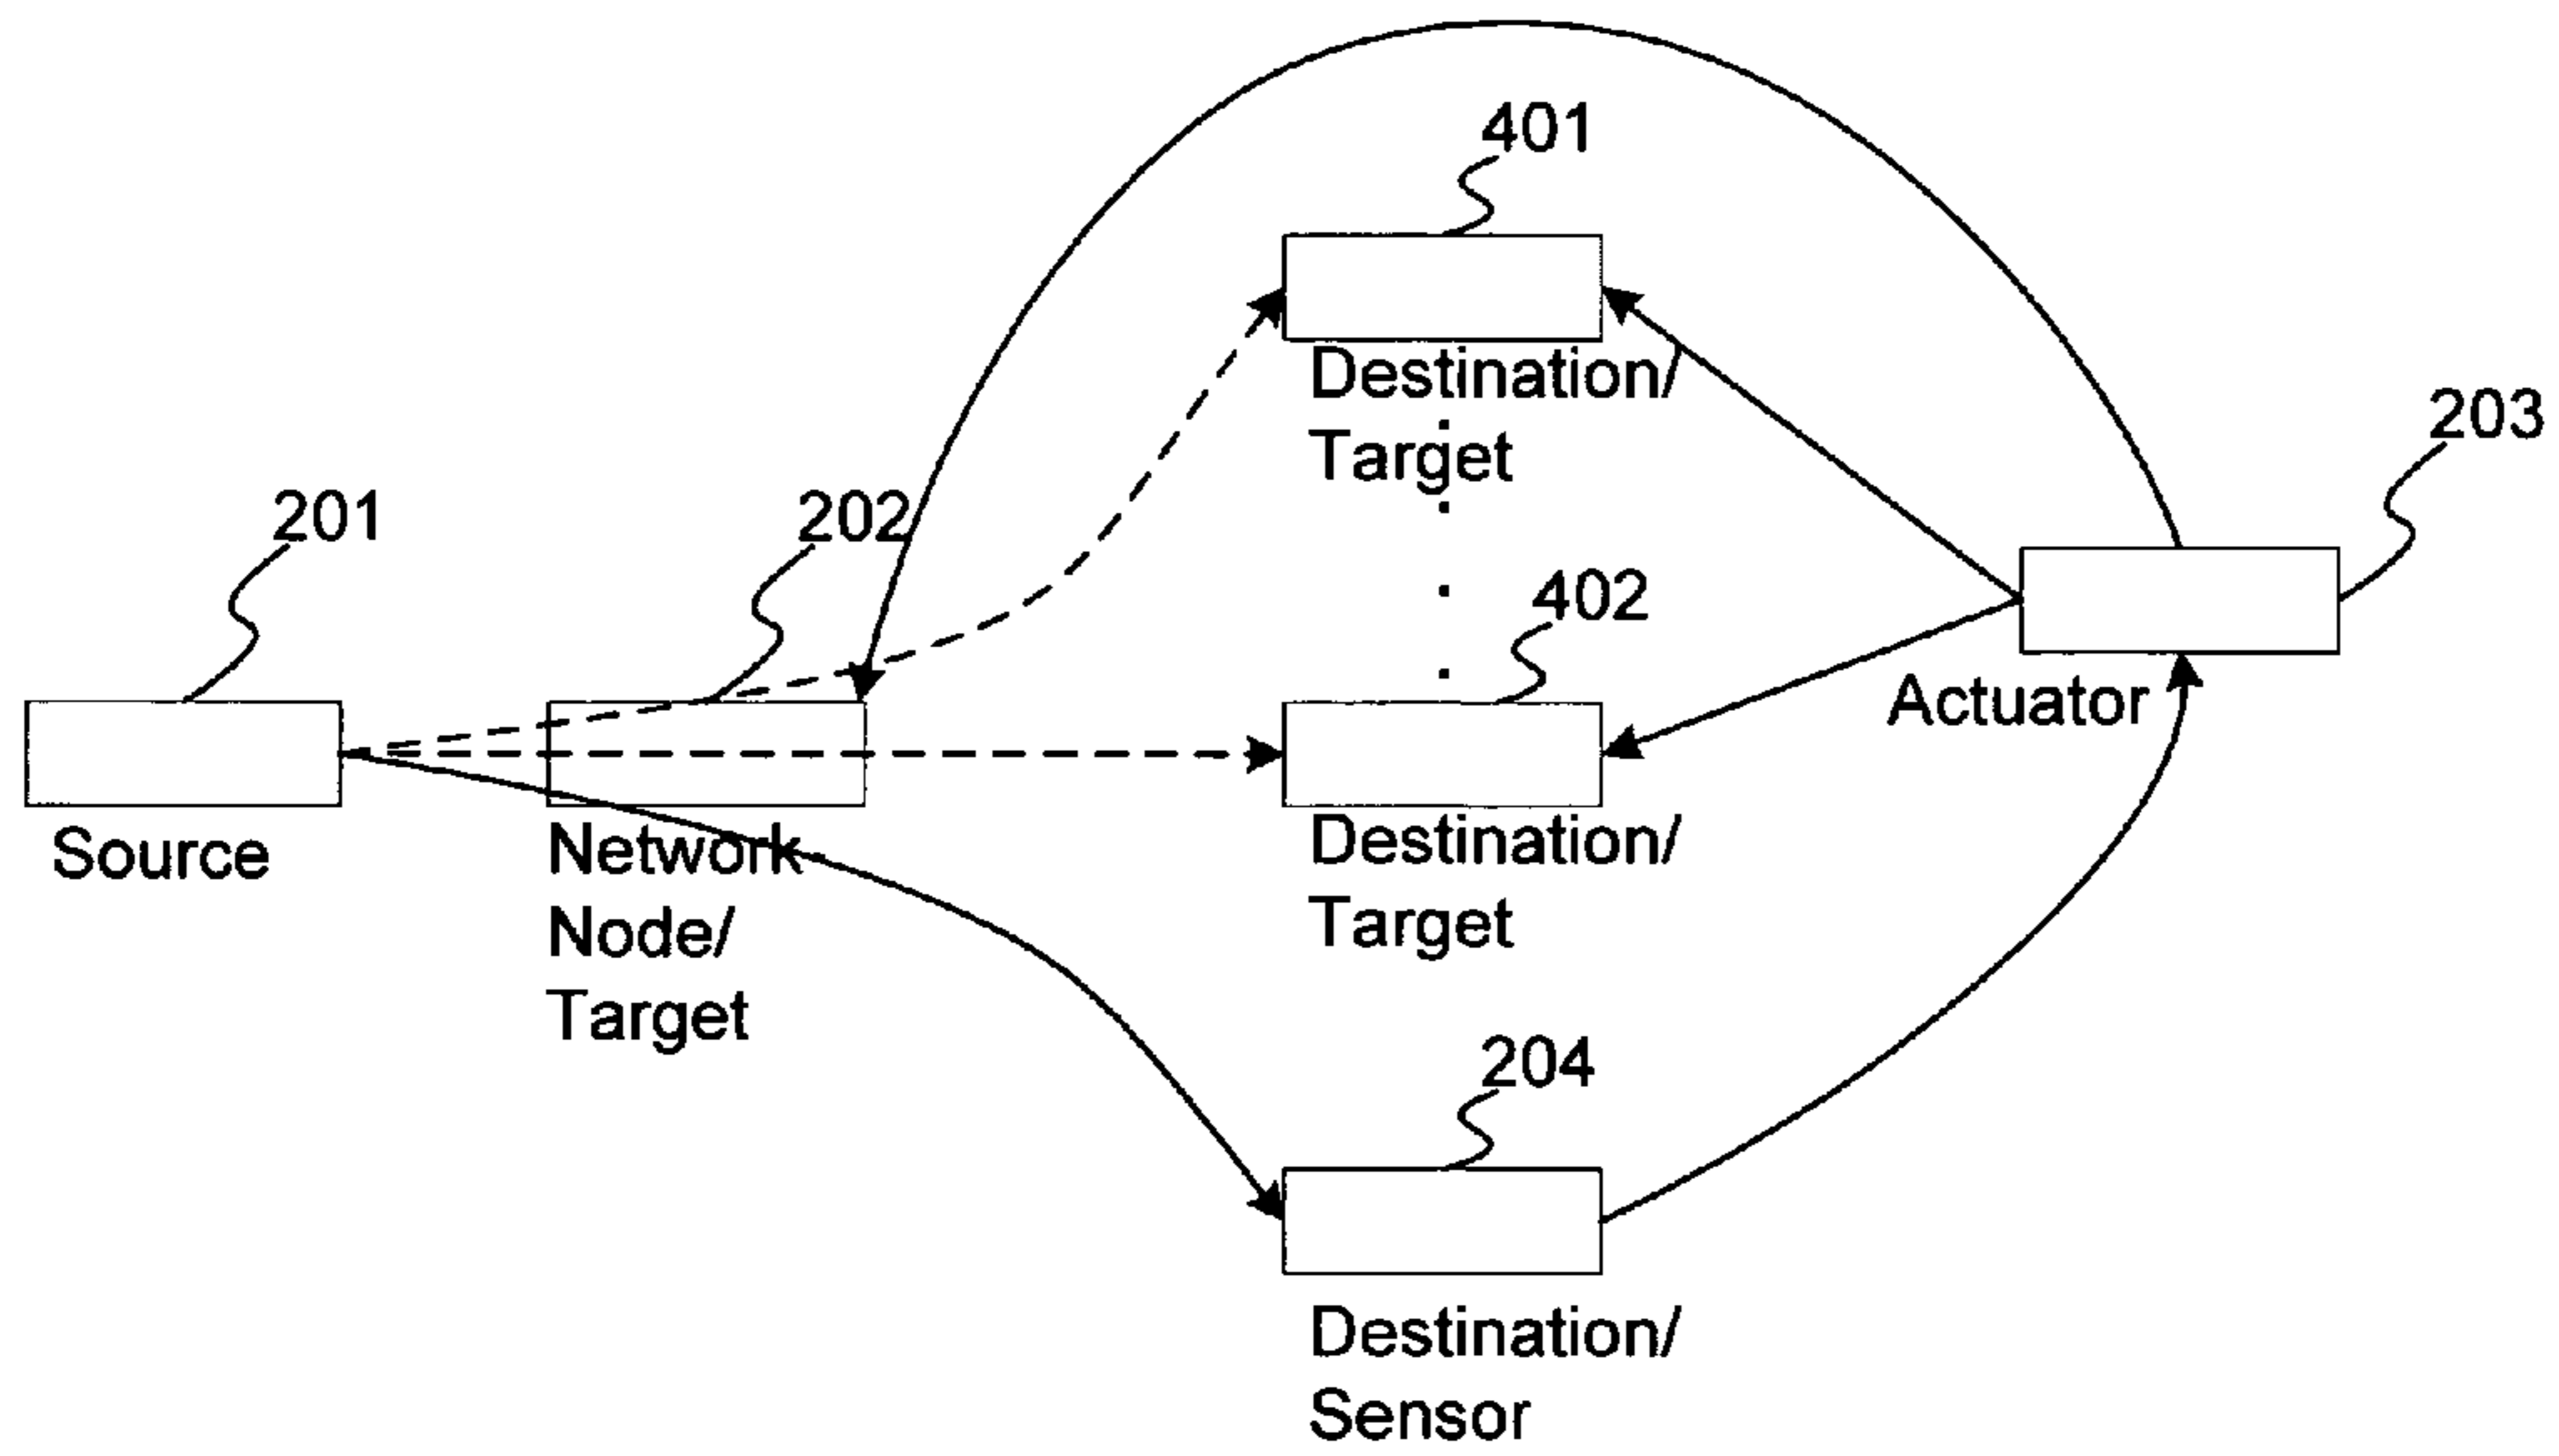 401
Destination/
Target
203
201
202
402
Actuator
Source
Network
Node/
Target
Destination/
Target
204
Destination/
Sensor